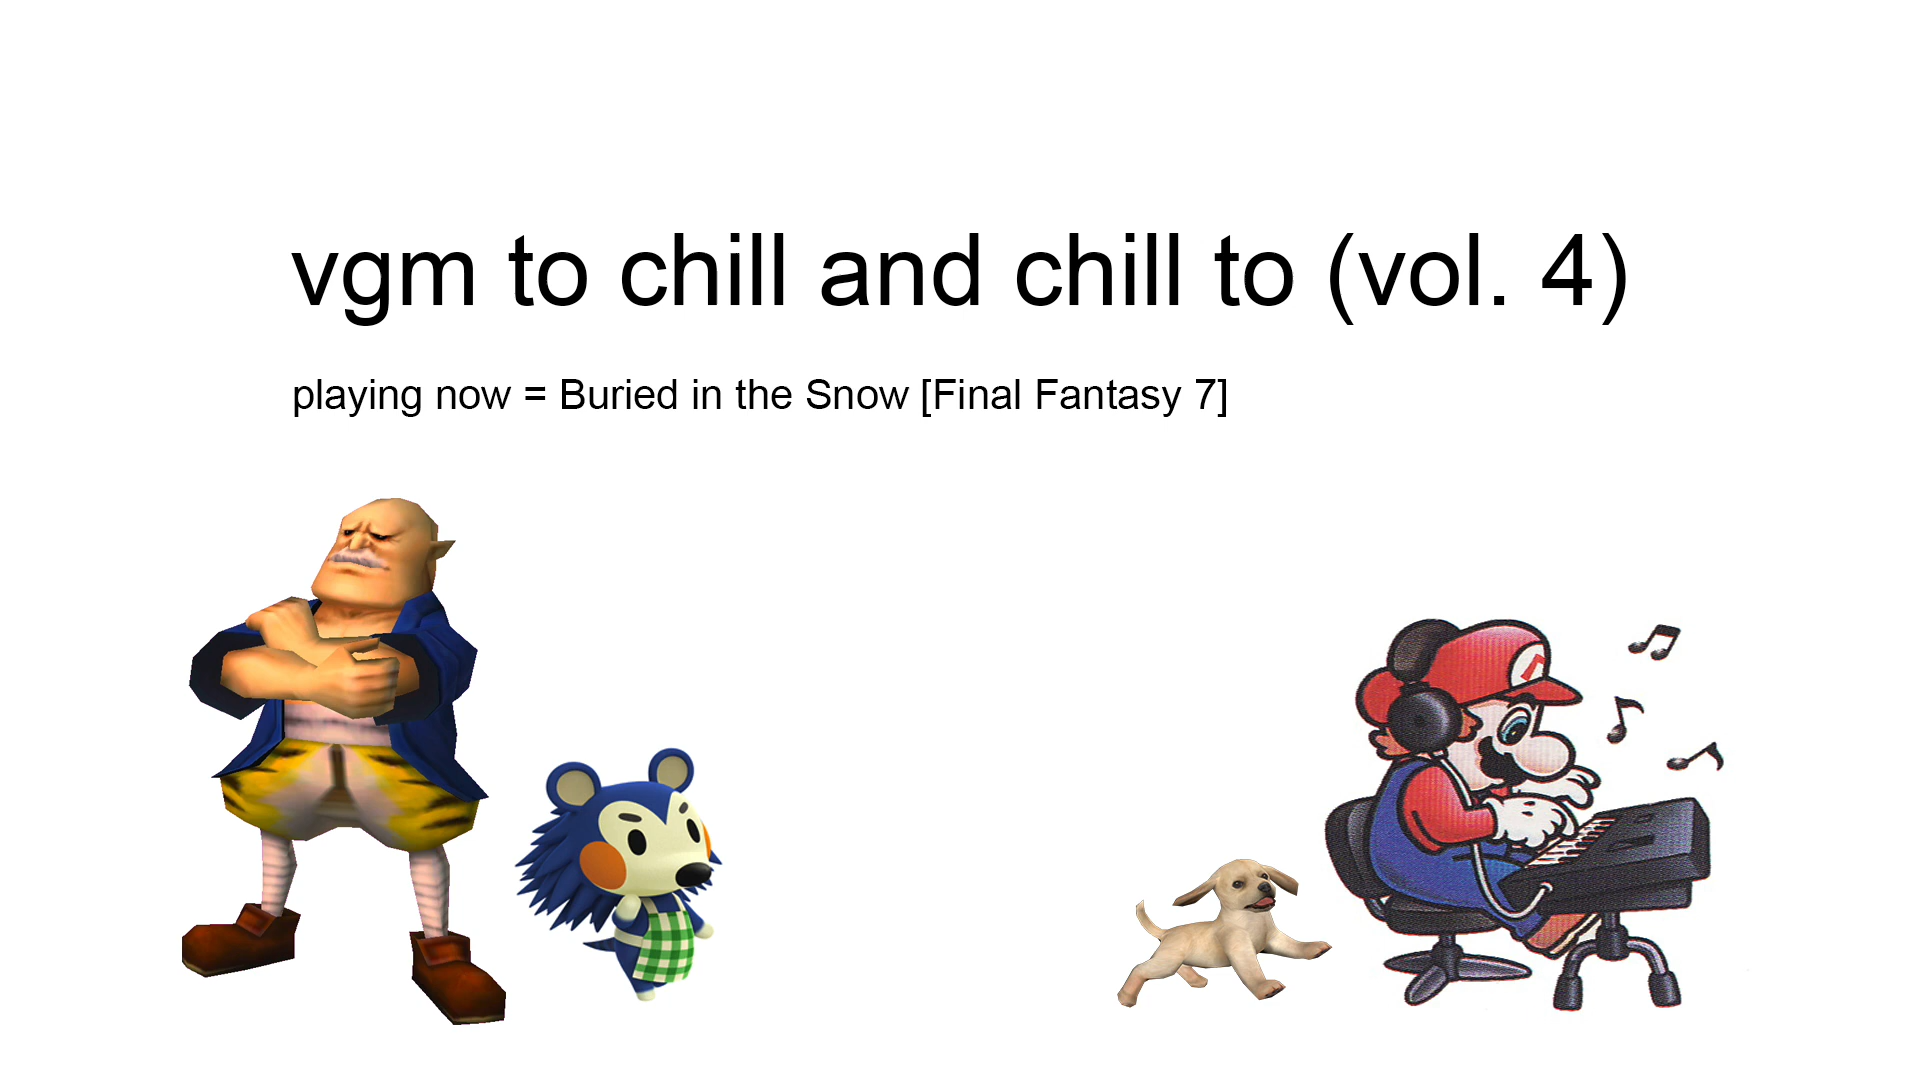 vgm to chill and chill to (vol. 4)
playing now = Buried in the Snow [Final Fantasy 7]